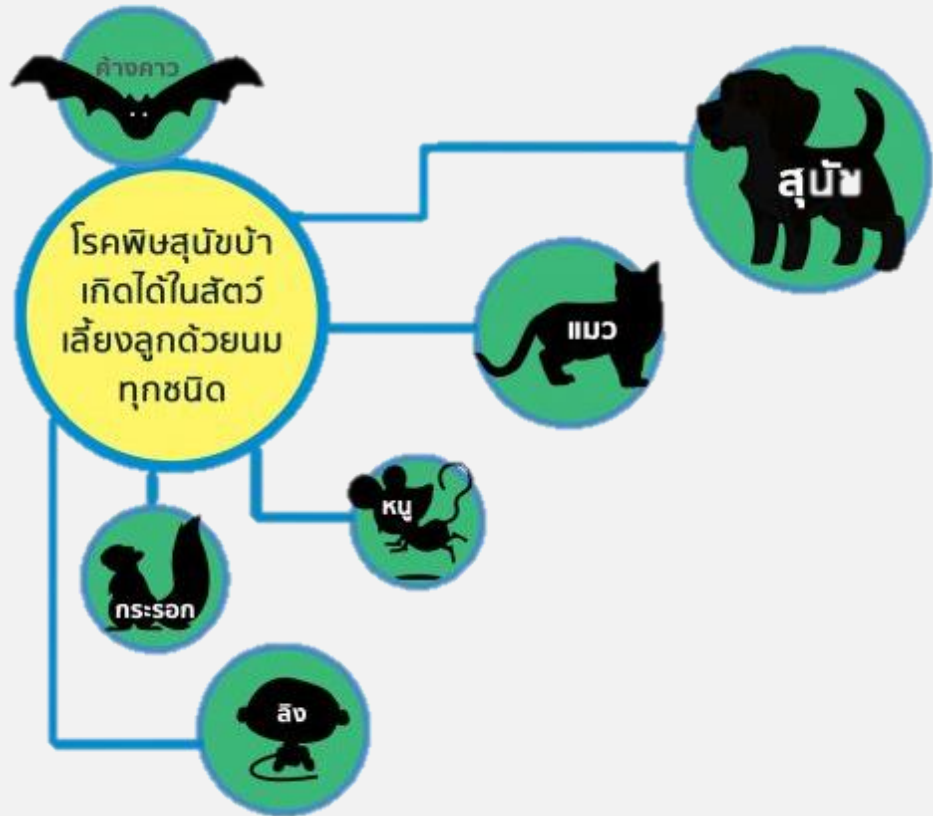 ค้างคาว
สุนัข
โรคพิษสุนัขบ้า
เกิดได้ในสัตว์
เลี้ยงลูกด้วยนม
ทุกชนิด
แมว
หนู
กระรอก
ลิง